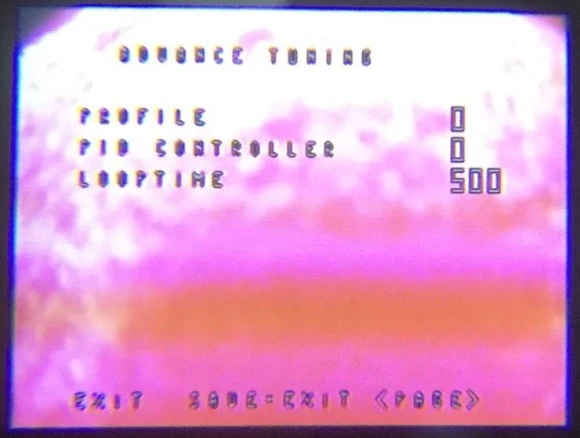 ADVANCE TUNING
PROFILE 0
PID CONTROLLER 0
LOOPTIME 500
EXIT SAVE+EXIT <PAGE>